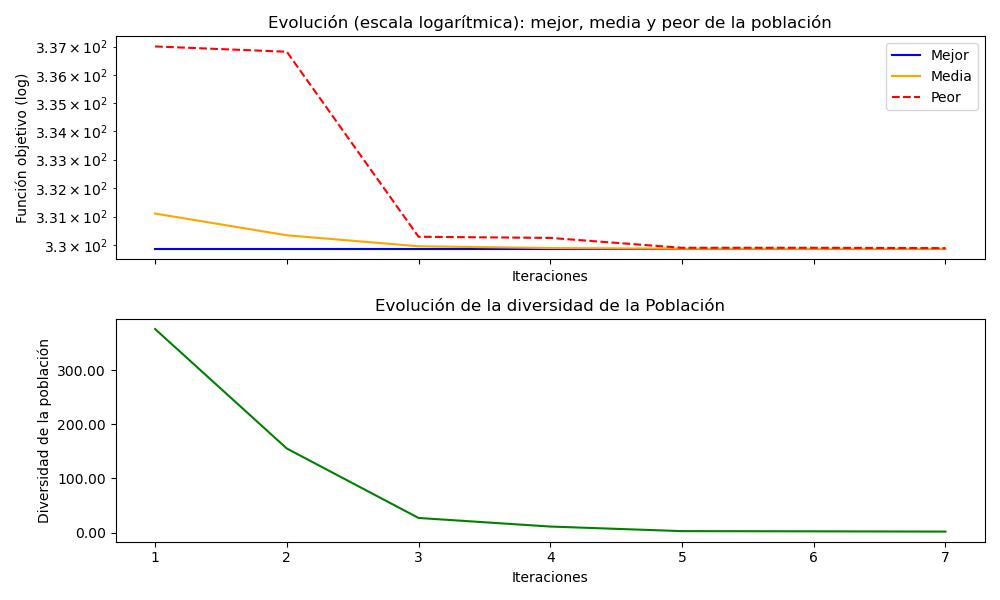 Evolución (escala logarítmica): mejor, media y peor de la población
Función objetivo (log)
3.37 × 10²
3.36 × 10²
3.35 × 10²
3.34 × 10²
3.33 × 10²
3.32 × 10²
3.31 × 10²
3.3 × 10²
Mejor
Media
Peor
Iteraciones
Evolución de la diversidad de la Población
Diversidad de la población
300.00
200.00
100.00
0.00
1 2 3 4 5 6 7
Iteraciones